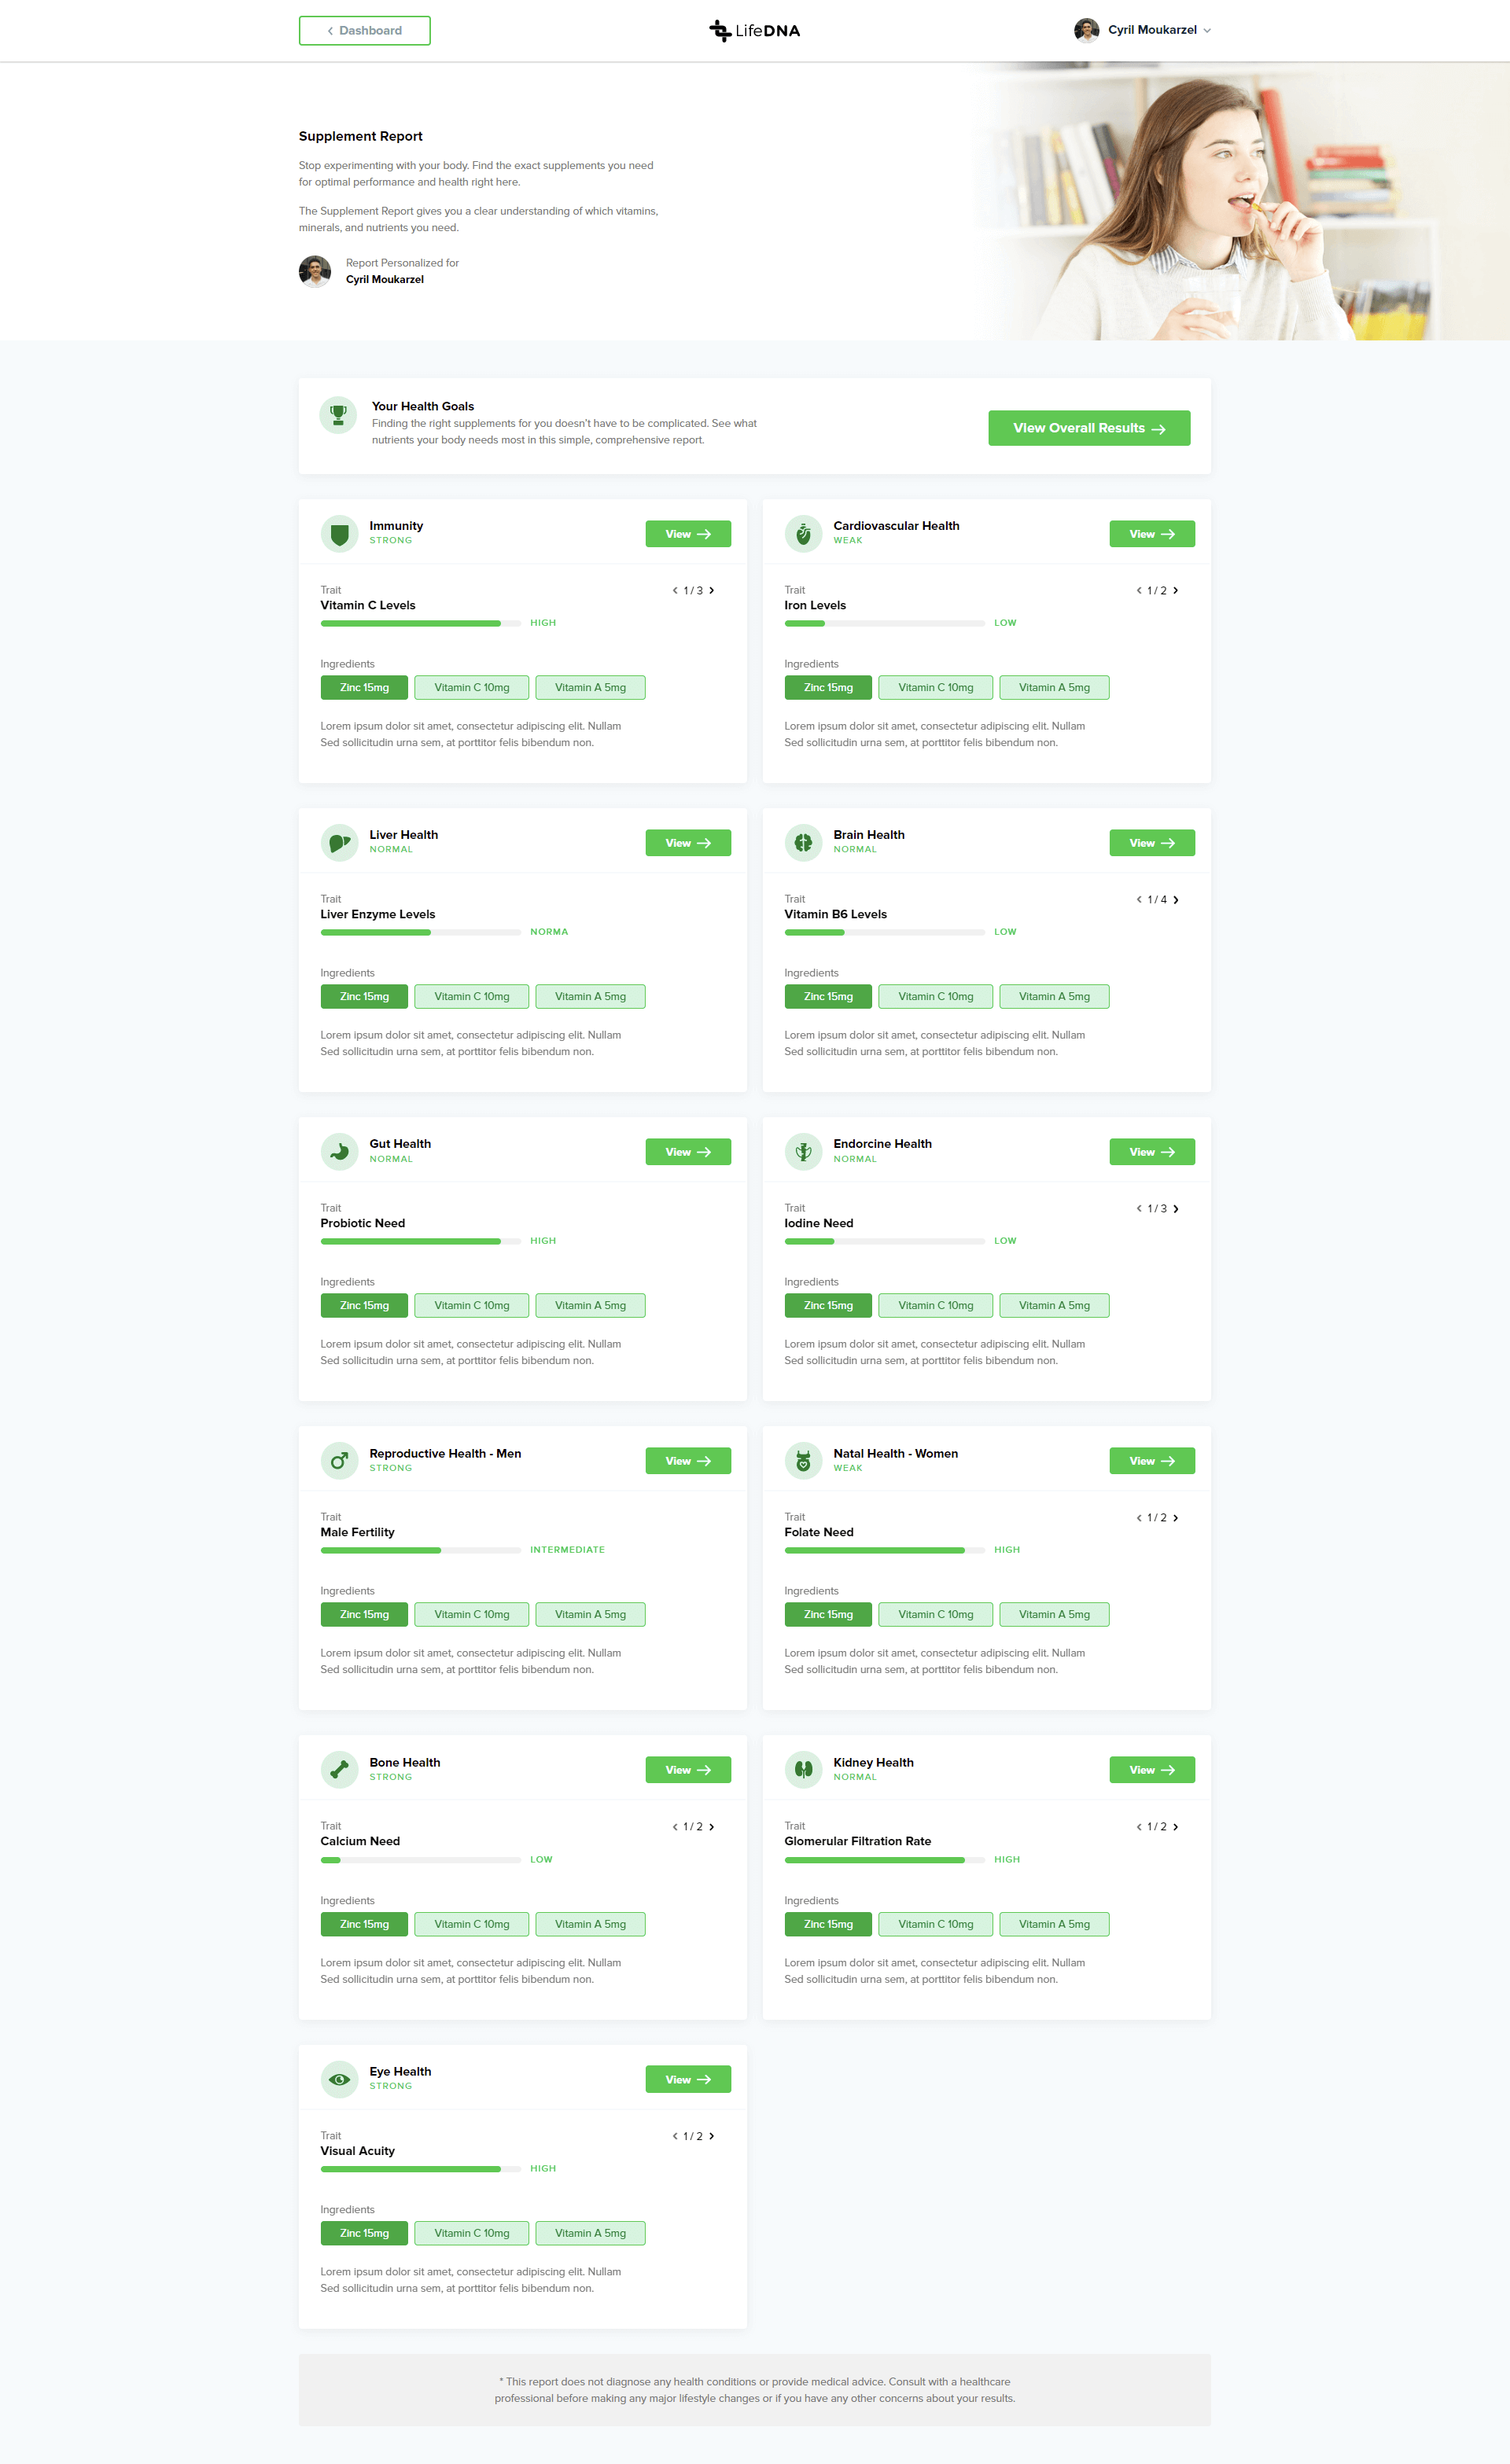 Dashboard
LifeDNA
Cyril Moukarzel
Supplement Report
Stop experimenting with your body. Find the exact supplements you need
for optimal performance and health right here.
The Supplement Report gives you a clear understanding of which vitamins,
minerals, and nutrients you need.
Report Personalized for
Cyril Moukarzel
Your Health Goals
Finding the right supplements for you doesn't have to be complicated. See what
nutrients your body needs most in this simple, comprehensive report.
View Overall Results
Immunity
STRONG
View
Trait
1 / 3
Vitamin C Levels
HIGH
Ingredients
Zinc 15mg
Vitamin C 10mg
Vitamin A 5mg
Lorem ipsum dolor sit amet, consectetur adipiscing elit. Nullam
Sed sollicitudin urna sem, at porttitor felis bibendum non.
Cardiovascular Health
WEAK
View
Trait
1 / 2
Iron Levels
LOW
Ingredients
Zinc 15mg
Vitamin C 10mg
Vitamin A 5mg
Lorem ipsum dolor sit amet, consectetur adipiscing elit. Nullam
Sed sollicitudin urna sem, at porttitor felis bibendum non.
Liver Health
NORMAL
View
Trait
Liver Enzyme Levels
NORMA
Ingredients
Zinc 15mg
Vitamin C 10mg
Vitamin A 5mg
Lorem ipsum dolor sit amet, consectetur adipiscing elit. Nullam
Sed sollicitudin urna sem, at porttitor felis bibendum non.
Brain Health
NORMAL
View
Trait
1 / 4
Vitamin B6 Levels
LOW
Ingredients
Zinc 15mg
Vitamin C 10mg
Vitamin A 5mg
Lorem ipsum dolor sit amet, consectetur adipiscing elit. Nullam
Sed sollicitudin urna sem, at porttitor felis bibendum non.
Gut Health
NORMAL
View
Trait
Probiotic Need
HIGH
Ingredients
Zinc 15mg
Vitamin C 10mg
Vitamin A 5mg
Lorem ipsum dolor sit amet, consectetur adipiscing elit. Nullam
Sed sollicitudin urna sem, at porttitor felis bibendum non.
Endorcine Health
NORMAL
View
Trait
1 / 3
Iodine Need
LOW
Ingredients
Zinc 15mg
Vitamin C 10mg
Vitamin A 5mg
Lorem ipsum dolor sit amet, consectetur adipiscing elit. Nullam
Sed sollicitudin urna sem, at porttitor felis bibendum non.
Reproductive Health - Men
STRONG
View
Trait
Male Fertility
INTERMEDIATE
Ingredients
Zinc 15mg
Vitamin C 10mg
Vitamin A 5mg
Lorem ipsum dolor sit amet, consectetur adipiscing elit. Nullam
Sed sollicitudin urna sem, at porttitor felis bibendum non.
Natal Health - Women
WEAK
View
Trait
1 / 2
Folate Need
HIGH
Ingredients
Zinc 15mg
Vitamin C 10mg
Vitamin A 5mg
Lorem ipsum dolor sit amet, consectetur adipiscing elit. Nullam
Sed sollicitudin urna sem, at porttitor felis bibendum non.
Bone Health
STRONG
View
Trait
1 / 2
Calcium Need
LOW
Ingredients
Zinc 15mg
Vitamin C 10mg
Vitamin A 5mg
Lorem ipsum dolor sit amet, consectetur adipiscing elit. Nullam
Sed sollicitudin urna sem, at porttitor felis bibendum non.
Kidney Health
NORMAL
View
Trait
1 / 2
Glomerular Filtration Rate
HIGH
Ingredients
Zinc 15mg
Vitamin C 10mg
Vitamin A 5mg
Lorem ipsum dolor sit amet, consectetur adipiscing elit. Nullam
Sed sollicitudin urna sem, at porttitor felis bibendum non.
Eye Health
STRONG
View
Trait
1 / 2
Visual Acuity
HIGH
Ingredients
Zinc 15mg
Vitamin C 10mg
Vitamin A 5mg
Lorem ipsum dolor sit amet, consectetur adipiscing elit. Nullam
Sed sollicitudin urna sem, at porttitor felis bibendum non.
* This report does not diagnose any health conditions or provide medical advice. Consult with a healthcare
professional before making any major lifestyle changes or if you have any other concerns about your results.